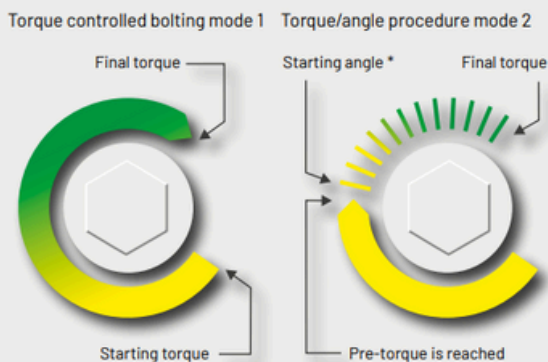 Torque controlled bolting mode 1
Torque/angle procedure mode 2
Final torque
Starting angle *
Final torque
Starting torque
Pre-torque is reached